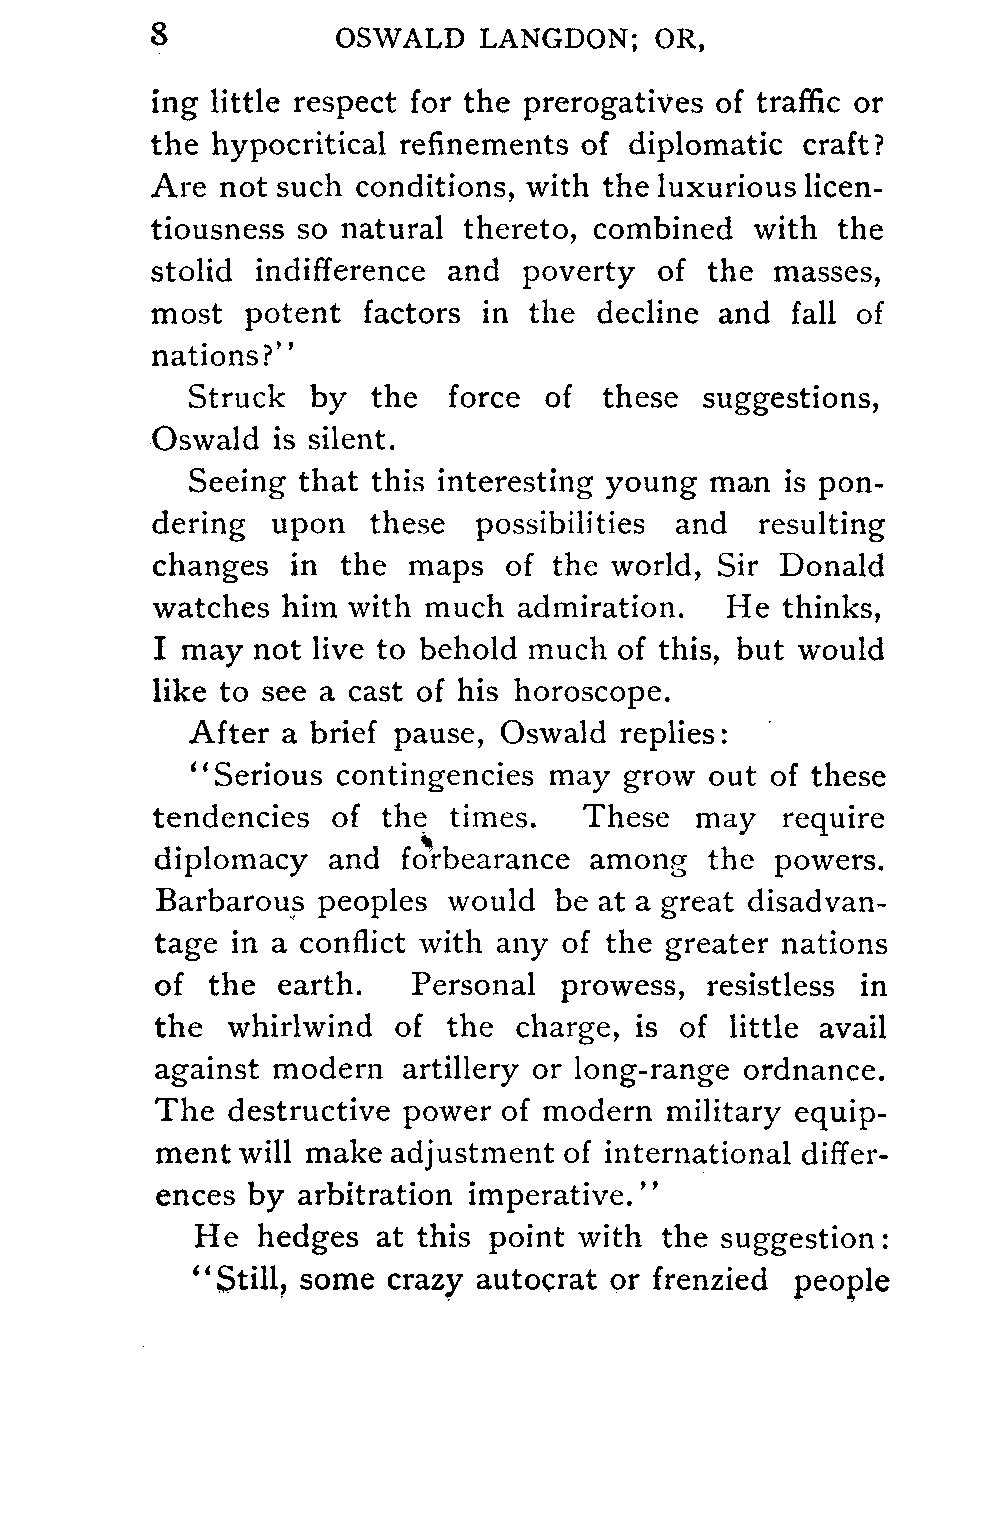 8 OSWALD LANGDON; OR,
ing little respect for the prerogatives of traffic or
the hypocritical refinements of diplomatic craft?
Are not such conditions, with the luxurious licen-
tiousness so natural thereto, combined with the
stolid indifference and poverty of the masses,
most potent factors in the decline and fall of
nations?''
Struck by the force of these suggestions,
Oswald is silent.
Seeing that this interesting young man is pon-
dering upon these possibilities and resulting
changes in the maps of the world, Sir Donald
watches him with much admiration. He thinks,
I may not live to behold much of this, but would
like to see a cast of his horoscope.
After a brief pause, Oswald replies:
"Serious contingencies may grow out of these
tendencies of the times. These may require
diplomacy and forbearance among the powers.
Barbarous peoples would be at a great disadvan-
tage in a conflict with any of the greater nations
of the earth. Personal prowess, resistless in
the whirlwind of the charge, is of little avail
against modern artillery or long-range ordnance.
The destructive power of modern military equip-
ment will make adjustment of international differ-
ences by arbitration imperative."
He hedges at this point with the suggestion:
"Still, some crazy autocrat or frenzied people